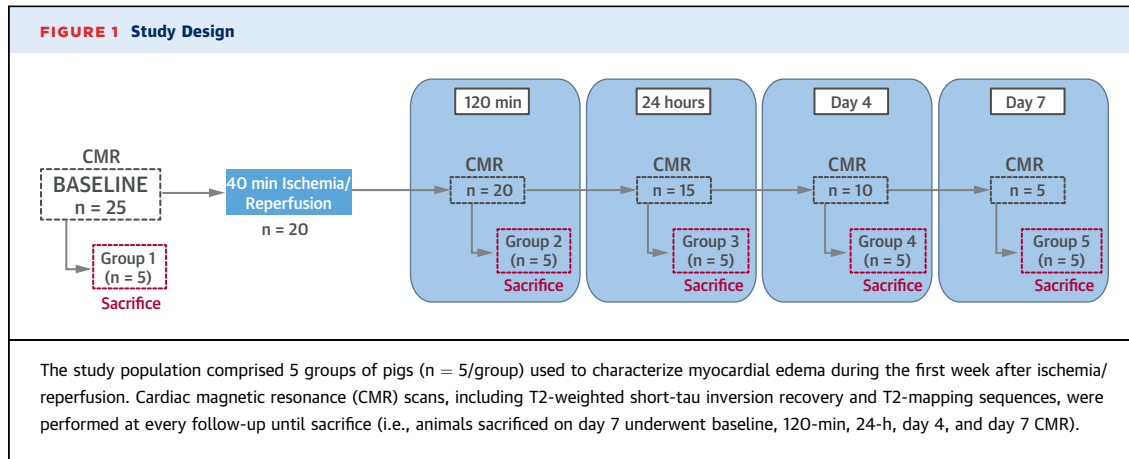 FIGURE 1 Study Design
120 min
24 hours
Day 4
Day 7
CMR
BASELINE
n = 25
40 min Ischemia/
Reperfusion
n = 20
CMR
n = 20
CMR
n = 15
CMR
n = 10
CMR
n = 5
Group 1
(n = 5)
Sacrifice
Group 2
(n = 5)
Sacrifice
Group 3
(n = 5)
Sacrifice
Group 4
(n = 5)
Sacrifice
Group 5
(n = 5)
Sacrifice
The study population comprised 5 groups of pigs (n = 5/group) used to characterize myocardial edema during the first week after ischemia/
reperfusion. Cardiac magnetic resonance (CMR) scans, including T2-weighted short-tau inversion recovery and T2-mapping sequences, were
performed at every follow-up until sacrifice (i.e., animals sacrificed on day 7 underwent baseline, 120-min, 24-h, day 4, and day 7 CMR).